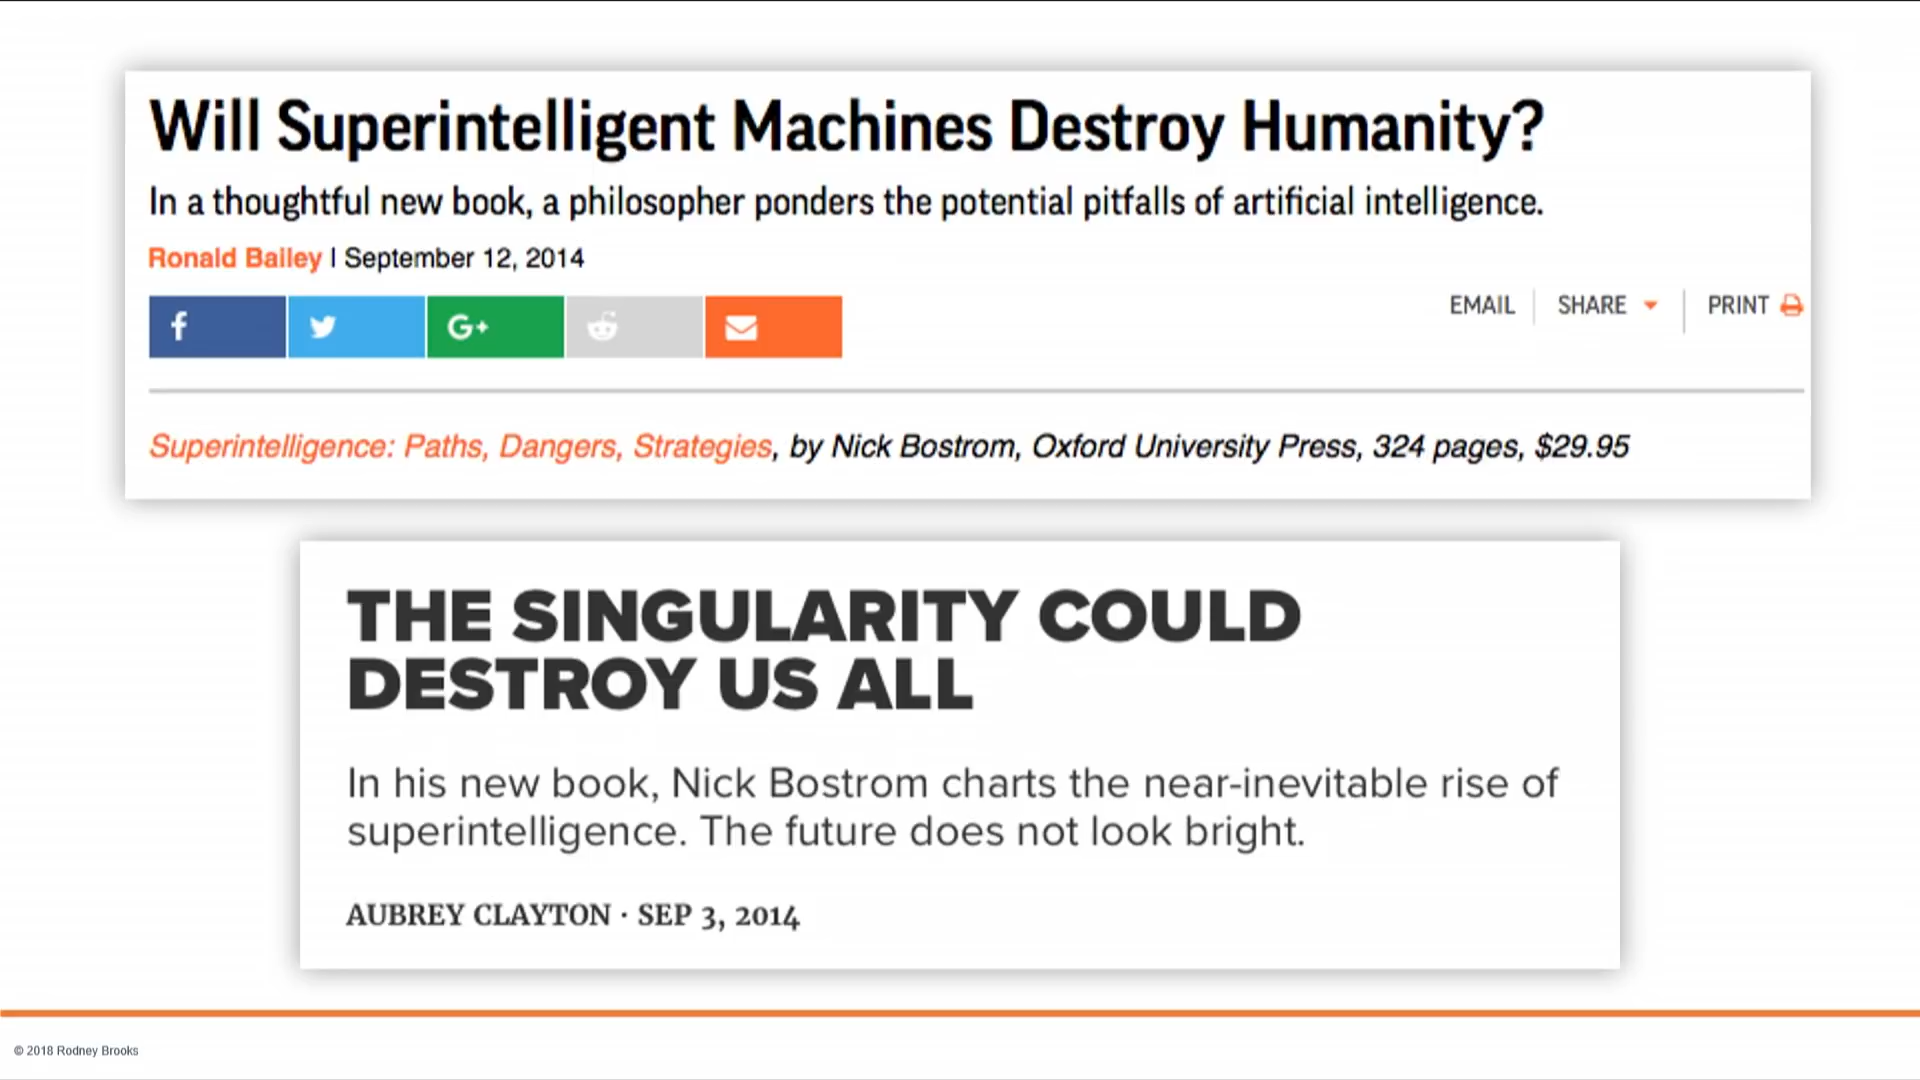 Will Superintelligent Machines Destroy Humanity?
In a thoughtful new book, a philosopher ponders the potential pitfalls of artificial intelligence.
Ronald Bailey | September 12, 2014
f G+
EMAIL SHARE PRINT
Superintelligence: Paths, Dangers, Strategies, by Nick Bostrom, Oxford University Press, 324 pages, $29.95
THE SINGULARITY COULD
DESTROY US ALL
In his new book, Nick Bostrom charts the near-inevitable rise of
superintelligence. The future does not look bright.
AUBREY CLAYTON · SEP 3, 2014
© 2018 Rodney Brooks